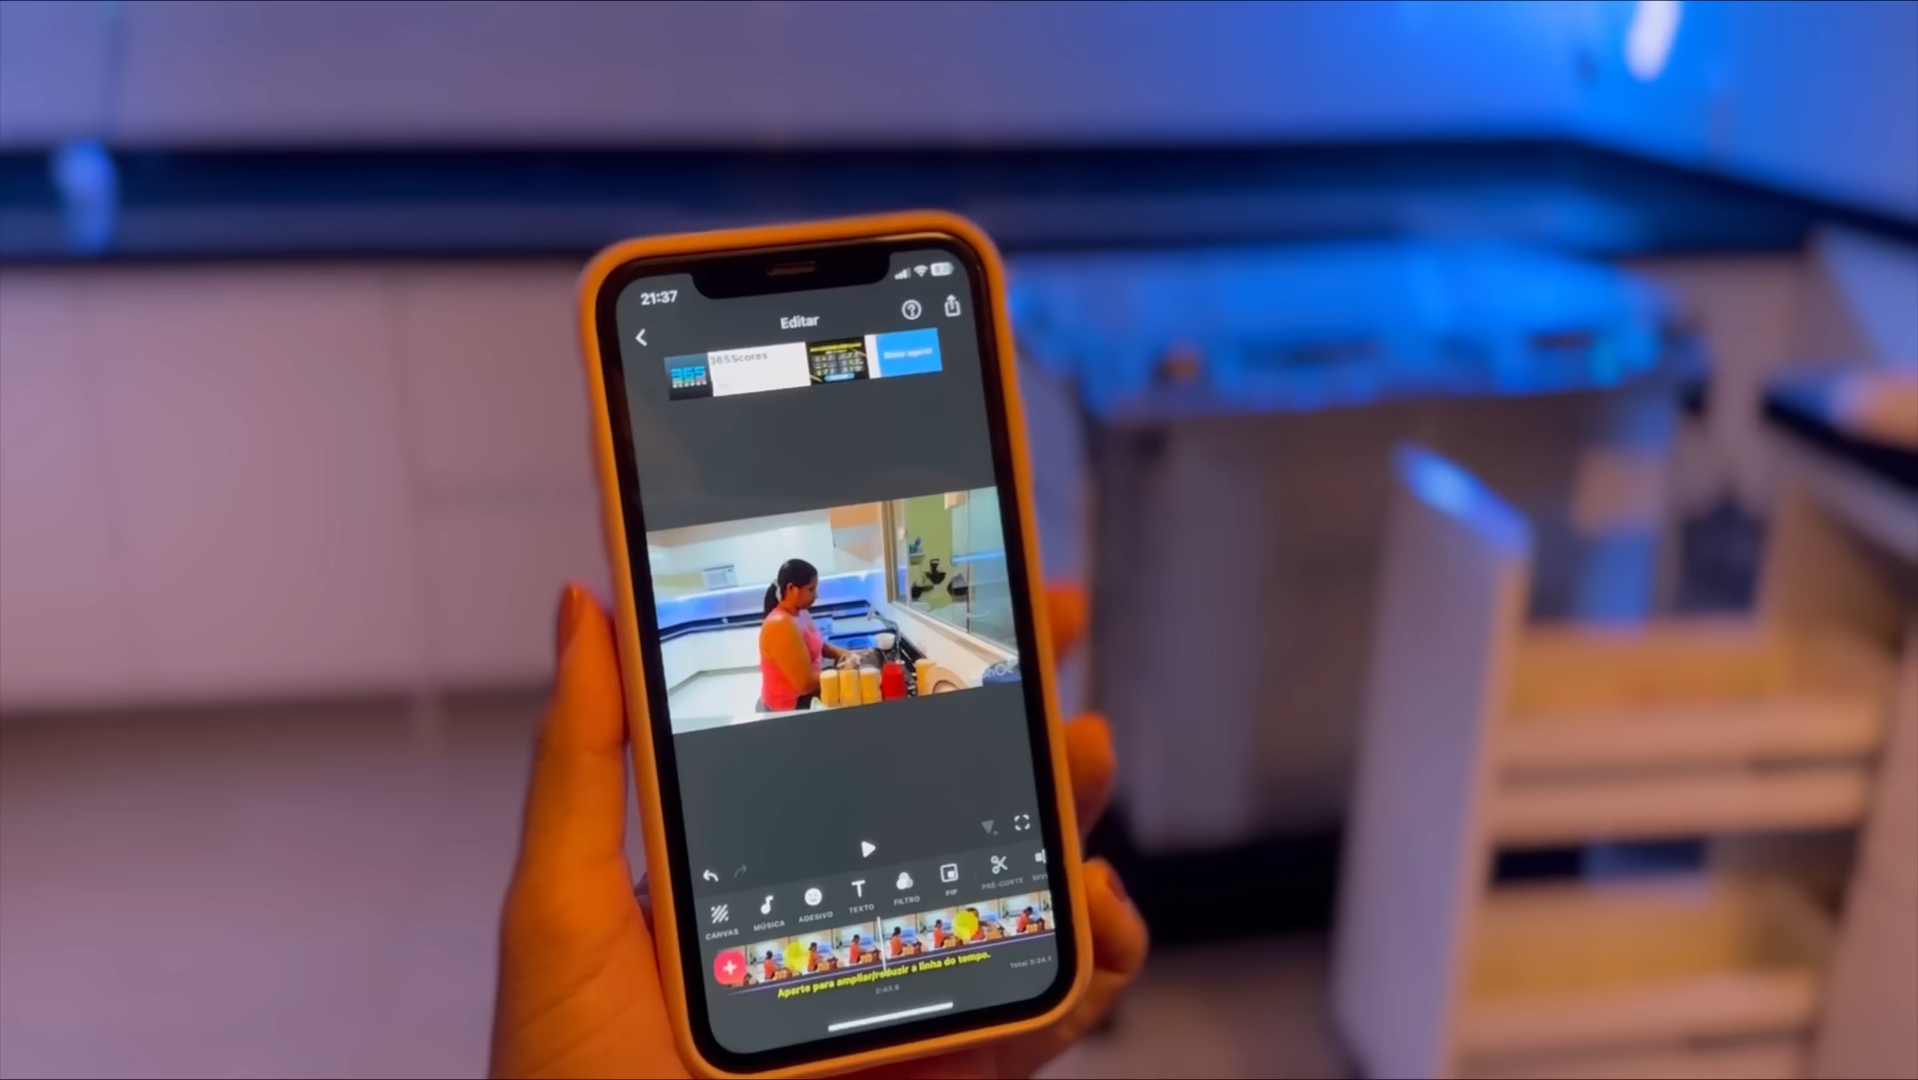 21:37
Editar
365Scores
365
CANVAS
MÚSICA
ADESIVO
TEXTO
FILTRO
PIP
PRÉ-CORTE
Aperte para ampliar/reduzir a linha do tempo.